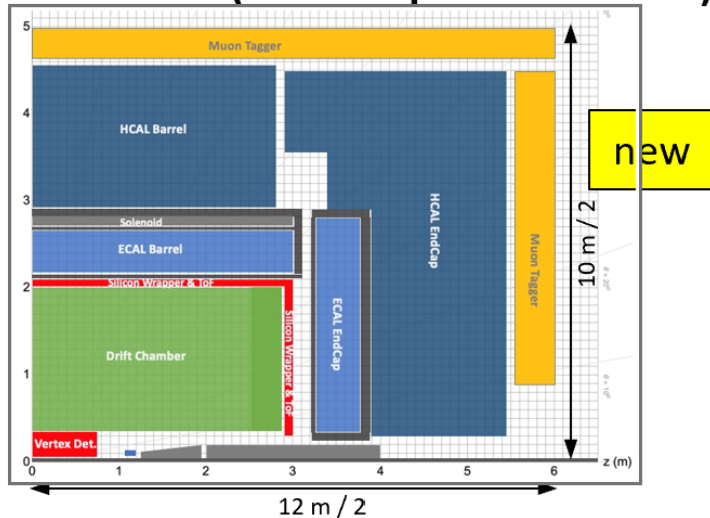 5
Muon Tagger
4
HCAL Barrel
new
3
Solenoid
ECAL Barrel
HCAL EndCap
10 m / 2
Muon Tagger
2
Silicon Wrapper & ToF
θ = 20°
Silicon Wrapper & ToF
ECAL EndCap
Drift Chamber
1
θ = 10°
Vertex Det.
0
z (m)
0 1 2 3 4 5 6
12 m / 2